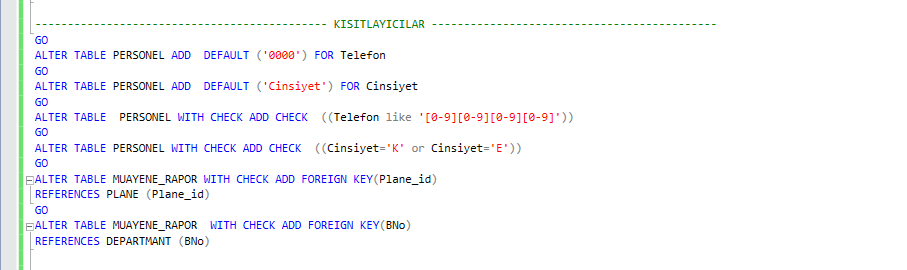 -------------------------------------------- KISITLAYICILAR -------------------------------------------
GO
ALTER TABLE PERSONEL ADD  DEFAULT ('0000') FOR Telefon
GO
ALTER TABLE PERSONEL ADD  DEFAULT ('Cinsiyet') FOR Cinsiyet
GO
ALTER TABLE  PERSONEL WITH CHECK ADD CHECK  ((Telefon like '[0-9][0-9][0-9][0-9]'))
GO
ALTER TABLE PERSONEL WITH CHECK ADD CHECK  ((Cinsiyet='K' or Cinsiyet='E'))
GO
ALTER TABLE MUAYENE_RAPOR WITH CHECK ADD FOREIGN KEY(Plane_id)
REFERENCES PLANE (Plane_id)
GO
ALTER TABLE MUAYENE_RAPOR  WITH CHECK ADD FOREIGN KEY(BNo)
REFERENCES DEPARTMANT (BNo)